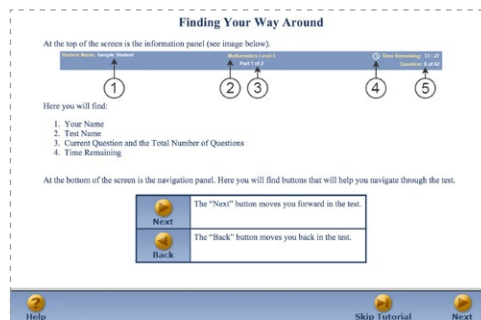 Finding Your Way Around
At the top of the screen is the information panel (see image below).
Student Name: Sample Student
Mathematics Level 5
Part 1 of 2
Time Remaining: 33 : 27
Question: 8 of 42
1
2
3
4
5
Here you will find:
1. Your Name
2. Test Name
3. Current Question and the Total Number of Questions
4. Time Remaining
At the bottom of the screen is the navigation panel. Here you will find buttons that will help you navigate through the test.
Next
The “Next” button moves you forward in the test.
Back
The “Back” button moves you back in the test.
?
Help
Skip Tutorial
Next